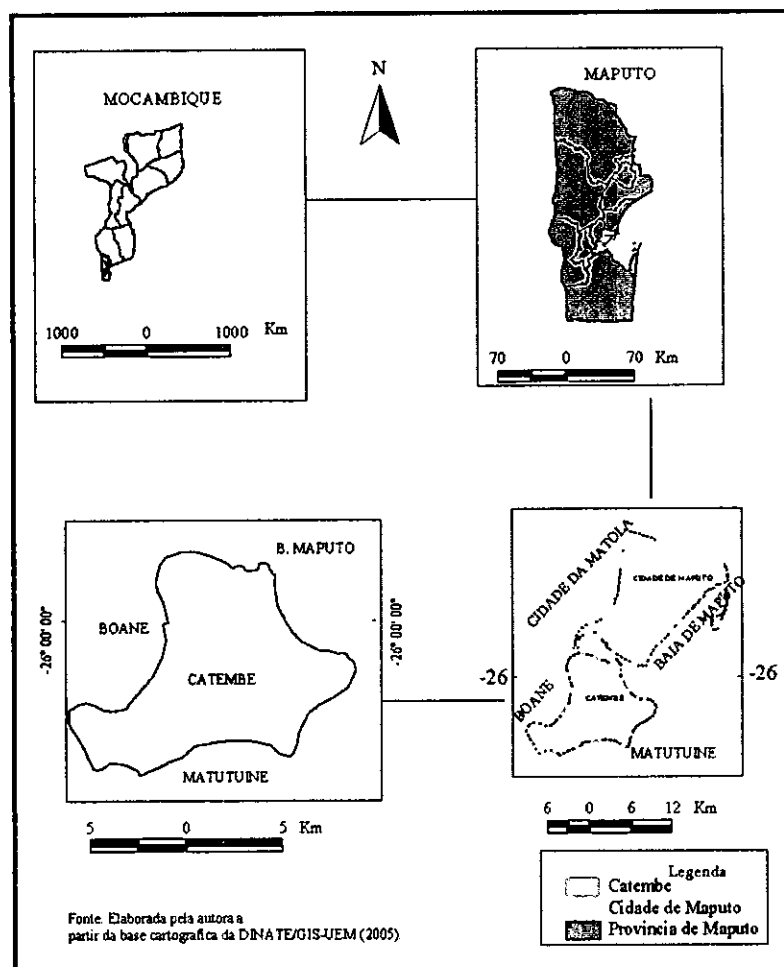 MOCAMBIQUE
1000 0 1000 Km
N
MAPUTO
70 0 70 Km
B. MAPUTO
BOANE
CATEMBE
MATUTUINE
-26° 00' 00"
-26° 00' 00"
5 0 5 Km
CIDADE DA MATOLA
CIDADE DE MAPUTO
BAIA DE MAPUTO
BOANE
CATEMBE
MATUTUINE
-26
-26
6 0 6 12 Km
Legenda
Catembe
Cidade de Maputo
Provincia de Maputo
Fonte. Elaborada pela autora a
partir da base cartografica da DINATE/GIS-UEM (2005)